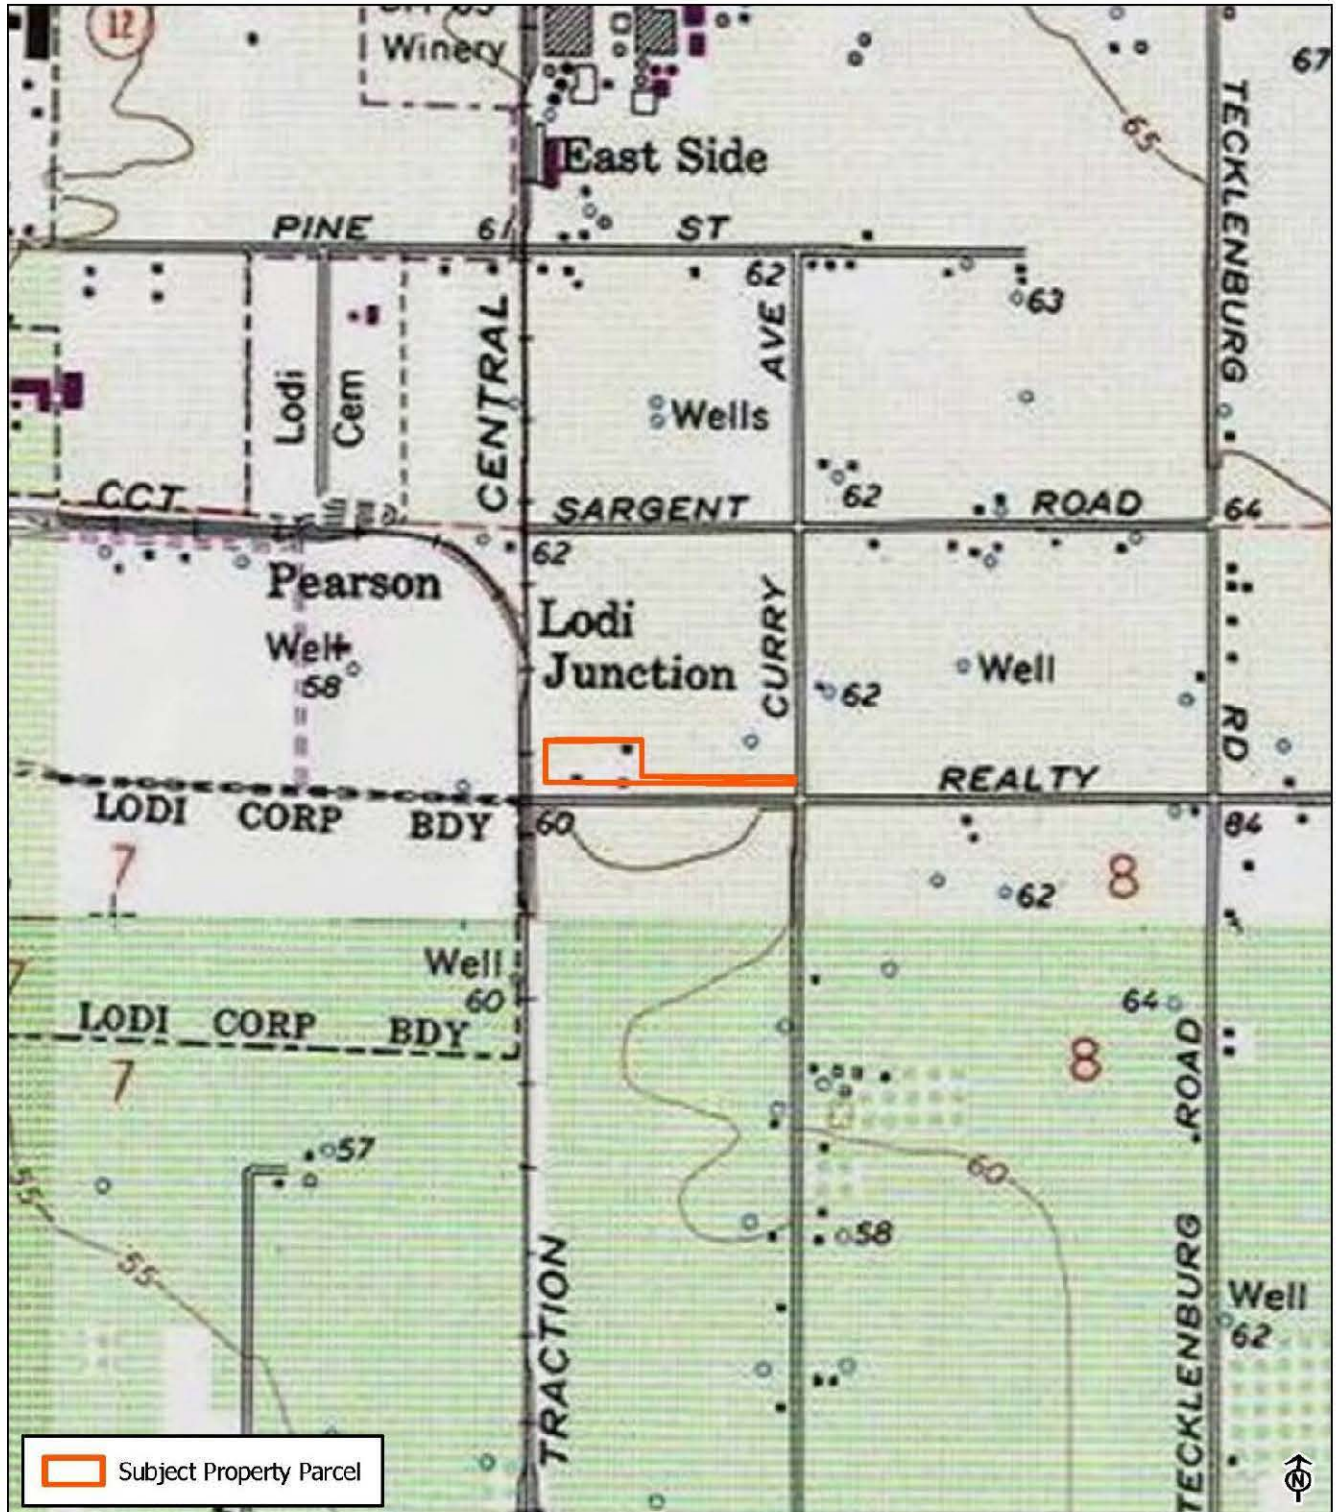 12
Winery
67
TECKLENBURG
65
East Side
PINE
61
ST
62
63
CENTRAL
AVE
Lodi
Cem
Wells
62
CCT
SARGENT
ROAD
64
62
Pearson
Lodi
Junction
CURRY
Well
58
62
Well
RD
REALTY
LODI CORP BDY
60
64
7
8
62
Well
60
64
LODI CORP BDY
7
8
ROAD
57
60
55
58
55
TRACTION
TECKLENBURG
Well
62
Subject Property Parcel
N